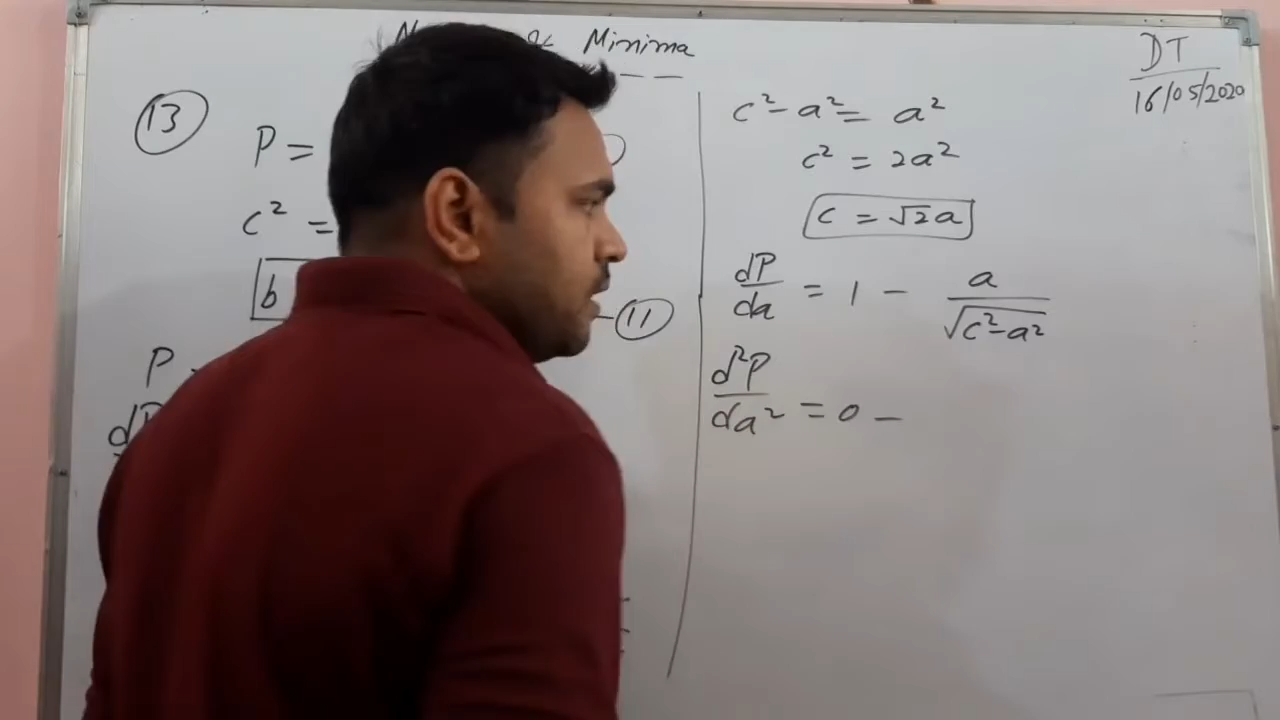 & Minima
DT
16/05/2020
13
P =
c² =
b
11
P
dP
c² - a² = a²
c² = 2a²
c = √2a
dP/da = 1 - a/√c²-a²
d²P/da² = 0 -